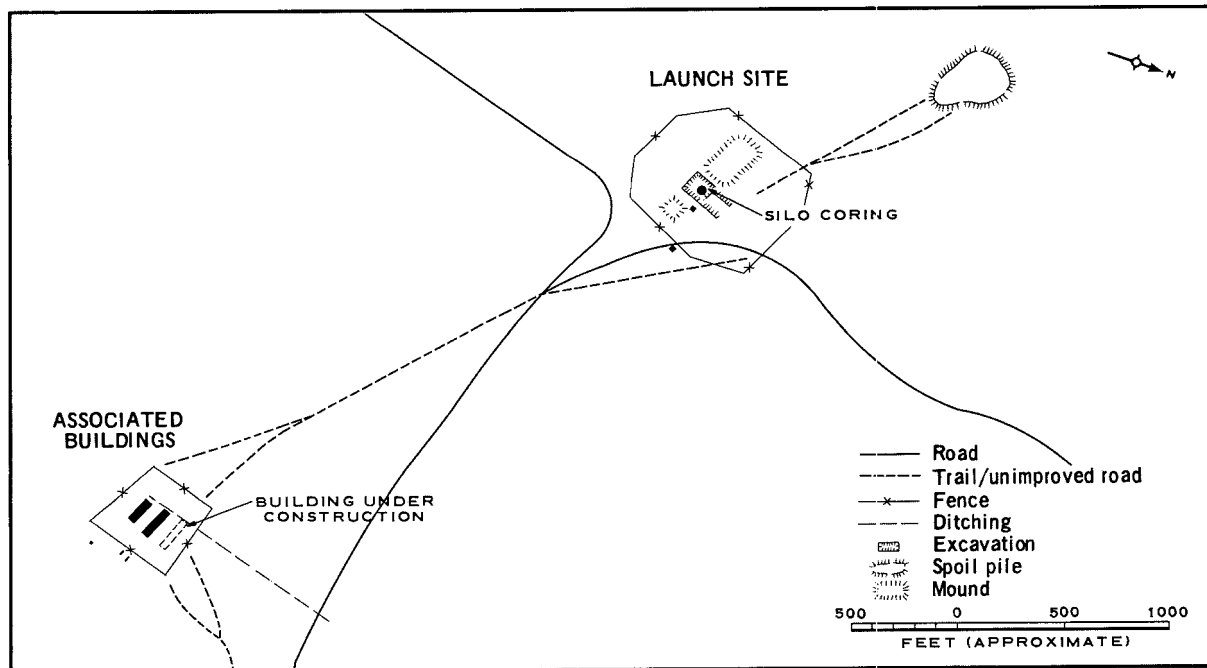 LAUNCH SITE
N
SILO CORING
ASSOCIATED
BUILDINGS
BUILDING UNDER
CONSTRUCTION
Road
Trail/unimproved road
Fence
Ditching
Excavation
Spoil pile
Mound
500 0 500 1000
FEET (APPROXIMATE)